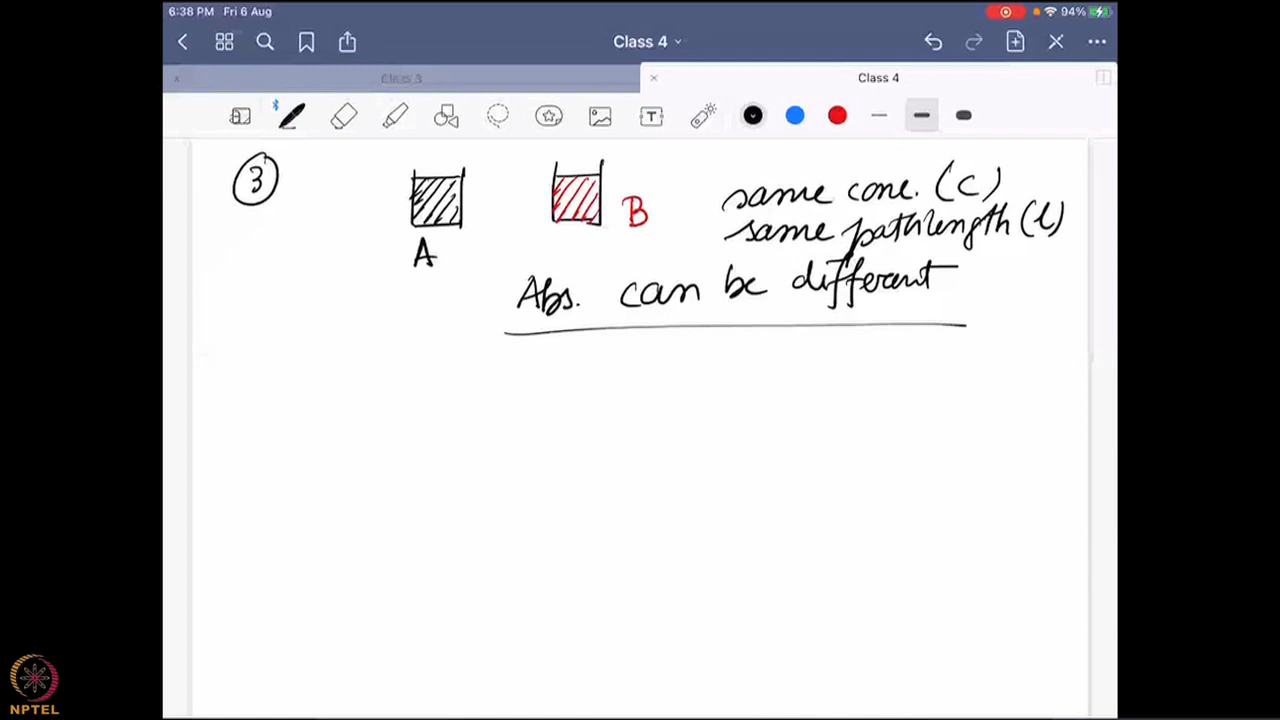 6:38 PM Fri 6 Aug
94%
Class 4
Class 3
Class 4
T
3
A
B
same conc. (c)
same pathlength (l)
Abs. can be different
NPTEL